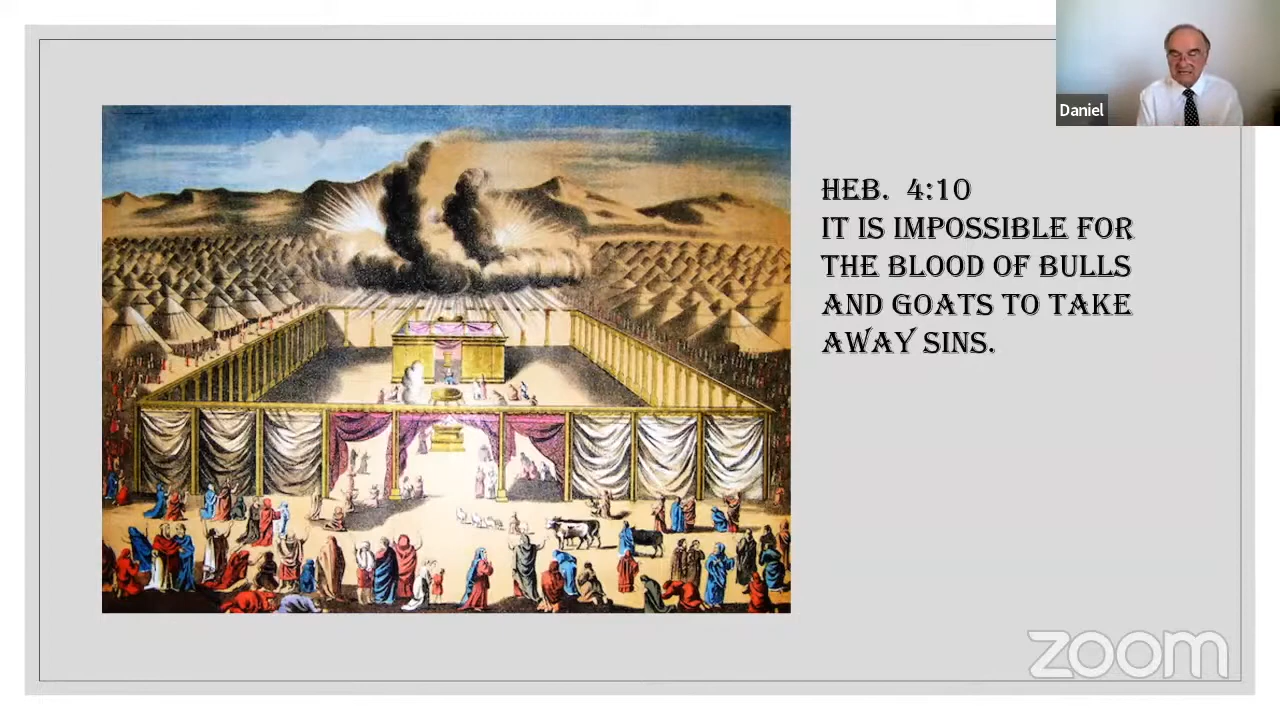 Daniel
HEB. 4:10
IT IS IMPOSSIBLE FOR
THE BLOOD OF BULLS
AND GOATS TO TAKE
AWAY SINS.
zoom